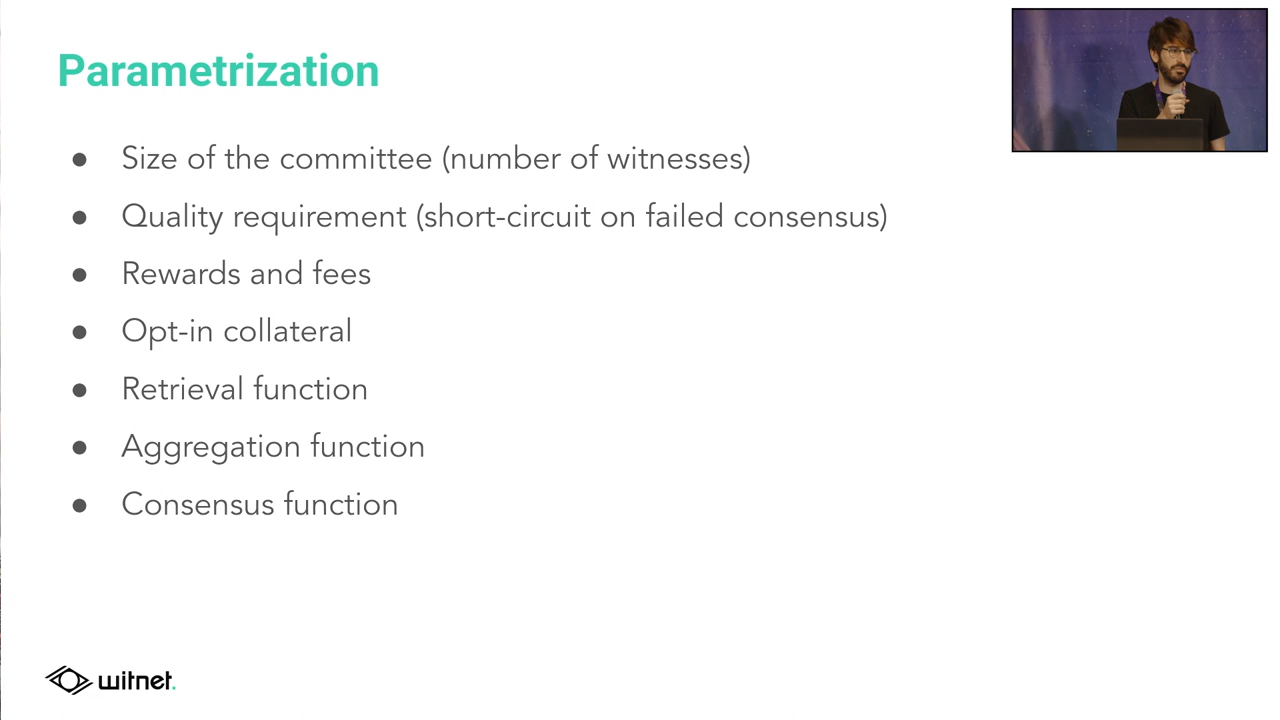 Parametrization
● Size of the committee (number of witnesses)
● Quality requirement (short-circuit on failed consensus)
● Rewards and fees
● Opt-in collateral
● Retrieval function
● Aggregation function
● Consensus function
witnet.